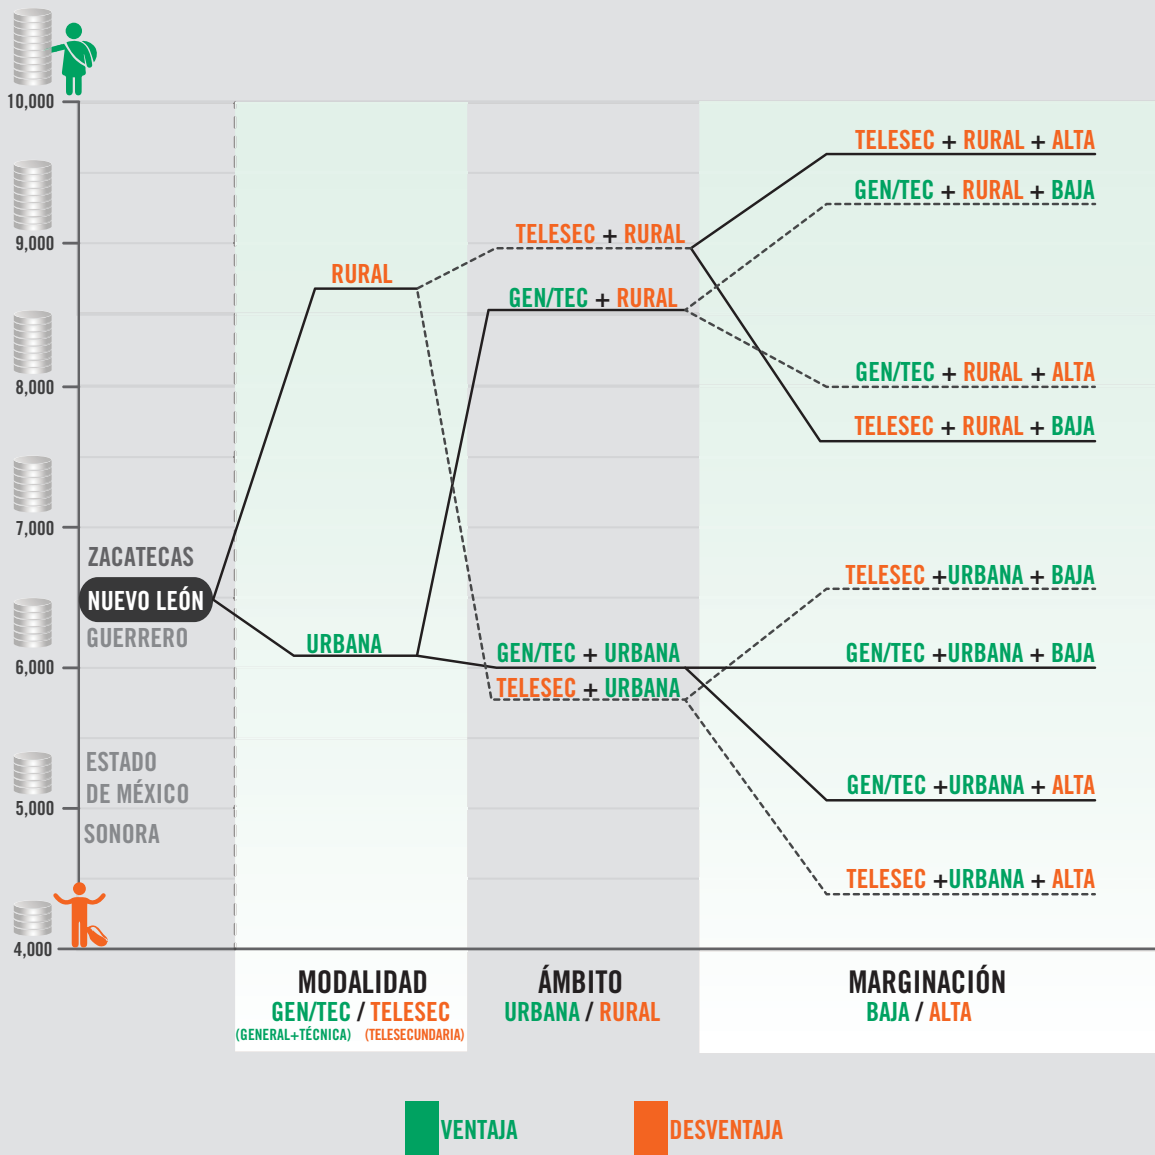 10,000
9,000
8,000
7,000
6,000
5,000
4,000
ZACATECAS
NUEVO LEÓN
GUERRERO
ESTADO
DE MÉXICO
SONORA
RURAL
URBANA
TELESEC + RURAL
GEN/TEC + RURAL
GEN/TEC + URBANA
TELESEC + URBANA
TELESEC + RURAL + ALTA
GEN/TEC + RURAL + BAJA
GEN/TEC + RURAL + ALTA
TELESEC + RURAL + BAJA
TELESEC +URBANA + BAJA
GEN/TEC +URBANA + BAJA
GEN/TEC +URBANA + ALTA
TELESEC +URBANA + ALTA
MODALIDAD
GEN/TEC / TELESEC
(GENERAL+TÉCNICA) (TELESECUNDARIA)
ÁMBITO
URBANA / RURAL
MARGINACIÓN
BAJA / ALTA
VENTAJA
DESVENTAJA